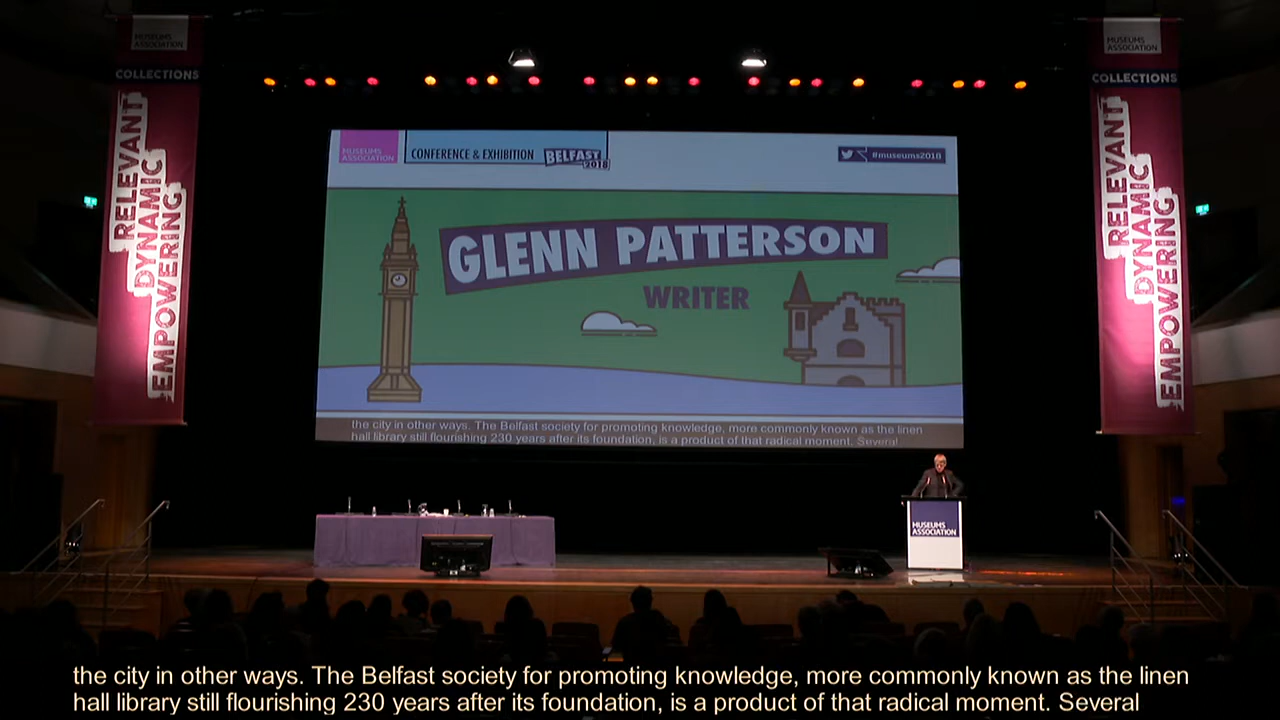 MUSEUMS
ASSOCIATION
COLLECTIONS
RELEVANT
DYNAMIC
EMPOWERING
MUSEUMS
ASSOCIATION
CONFERENCE & EXHIBITION
BELFAST
2018
#museums2018
GLENN PATTERSON
WRITER
the city in other ways. The Belfast society for promoting knowledge, more commonly known as the linen
hall library still flourishing 230 years after its foundation, is a product of that radical moment. Several
MUSEUMS
ASSOCIATION
COLLECTIONS
RELEVANT
DYNAMIC
EMPOWERING
MUSEUMS
ASSOCIATION
the city in other ways. The Belfast society for promoting knowledge, more commonly known as the linen
hall library still flourishing 230 years after its foundation, is a product of that radical moment. Several